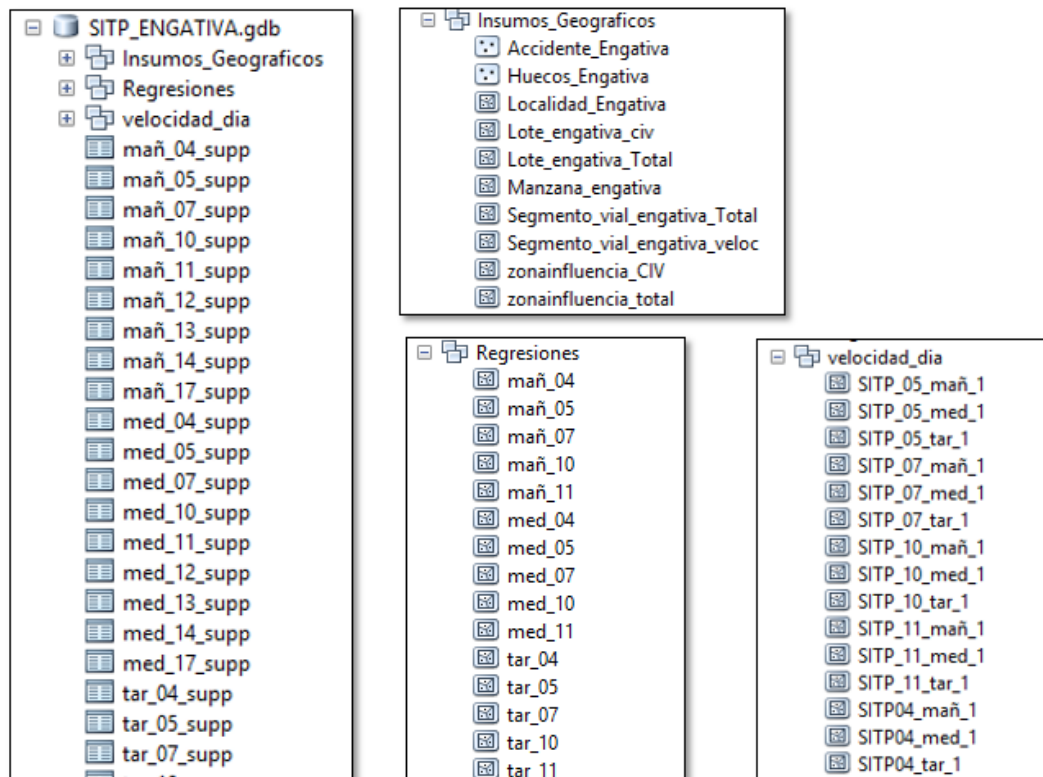 SITP_ENGATIVA.gdb
Insumos_Geograficos
Regresiones
velocidad_dia
mañ_04_supp
mañ_05_supp
mañ_07_supp
mañ_10_supp
mañ_11_supp
mañ_12_supp
mañ_13_supp
mañ_14_supp
mañ_17_supp
med_04_supp
med_05_supp
med_07_supp
med_10_supp
med_11_supp
med_12_supp
med_13_supp
med_14_supp
med_17_supp
tar_04_supp
tar_05_supp
tar_07_supp
Insumos_Geograficos
Accidente_Engativa
Huecos_Engativa
Localidad_Engativa
Lote_engativa_civ
Lote_engativa_Total
Manzana_engativa
Segmento_vial_engativa_Total
Segmento_vial_engativa_veloc
zonainfluencia_CIV
zonainfluencia_total
Regresiones
mañ_04
mañ_05
mañ_07
mañ_10
mañ_11
med_04
med_05
med_07
med_10
med_11
tar_04
tar_05
tar_07
tar_10
tar_11
velocidad_dia
SITP_05_mañ_1
SITP_05_med_1
SITP_05_tar_1
SITP_07_mañ_1
SITP_07_med_1
SITP_07_tar_1
SITP_10_mañ_1
SITP_10_med_1
SITP_10_tar_1
SITP_11_mañ_1
SITP_11_med_1
SITP_11_tar_1
SITP04_mañ_1
SITP04_med_1
SITP04_tar_1